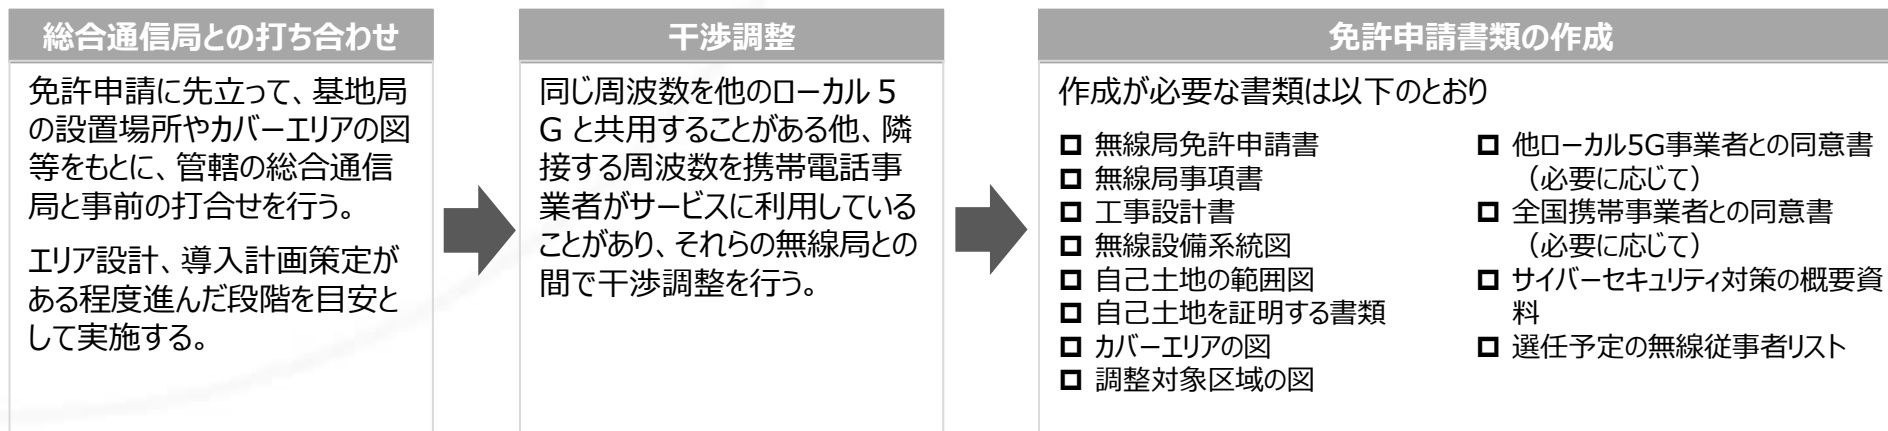 総合通信局との打ち合わせ
免許申請に先立って、基地局
の設置場所やカバーエリアの図
等をもとに、管轄の総合通信
局と事前の打合せを行う。
エリア設計、導入計画策定が
ある程度進んだ段階を目安と
して実施する。
干渉調整
同じ周波数を他のローカル５
Ｇと共用することがある他、隣
接する周波数を携帯電話事
業者がサービスに利用している
ことがあり、それらの無線局との
間で干渉調整を行う。
免許申請書類の作成
作成が必要な書類は以下のとおり
無線局免許申請書
無線局事項書
工事設計書
無線設備系統図
自己土地の範囲図
自己土地を証明する書類
カバーエリアの図
調整対象区域の図
他ローカル5G事業者との同意書
（必要に応じて）
全国携帯事業者との同意書
（必要に応じて）
サイバーセキュリティ対策の概要資
料
選任予定の無線従事者リスト